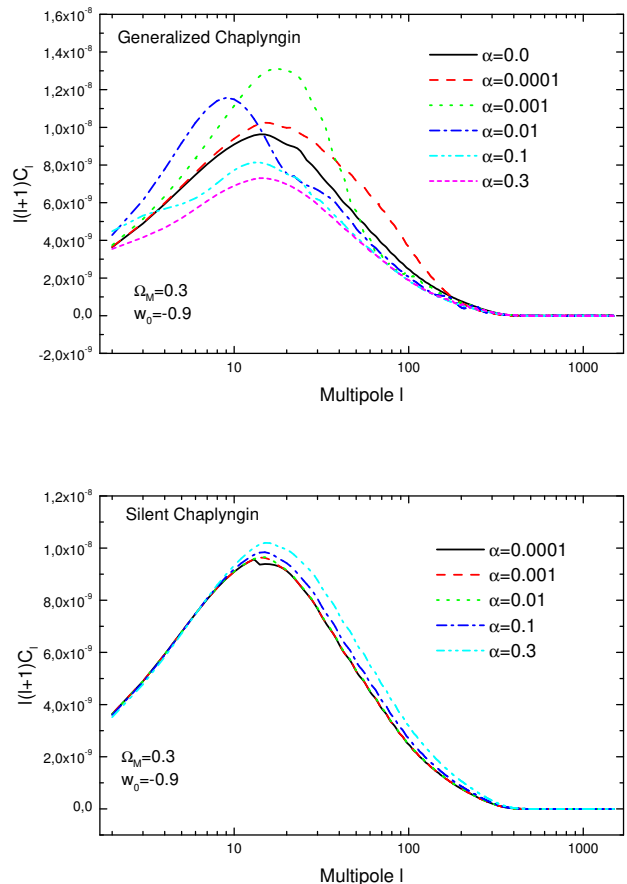 Generalized Chaplyngin
α=0.0
α=0.0001
α=0.001
α=0.01
α=0.1
α=0.3
1,6x10⁻⁸
1,4x10⁻⁸
1,2x10⁻⁸
1,0x10⁻⁸
8,0x10⁻⁹
6,0x10⁻⁹
4,0x10⁻⁹
2,0x10⁻⁹
0,0
-2,0x10⁻⁹
l(l+1)Cₗ
Ω_M=0.3
w₀=-0.9
10 100 1000
Multipole l
Silent Chaplyngin
α=0.0001
α=0.001
α=0.01
α=0.1
α=0.3
1,2x10⁻⁸
1,0x10⁻⁸
8,0x10⁻⁹
6,0x10⁻⁹
4,0x10⁻⁹
2,0x10⁻⁹
0,0
l(l+1)Cₗ
Ω_M=0.3
w₀=-0.9
10 100 1000
Multipole l